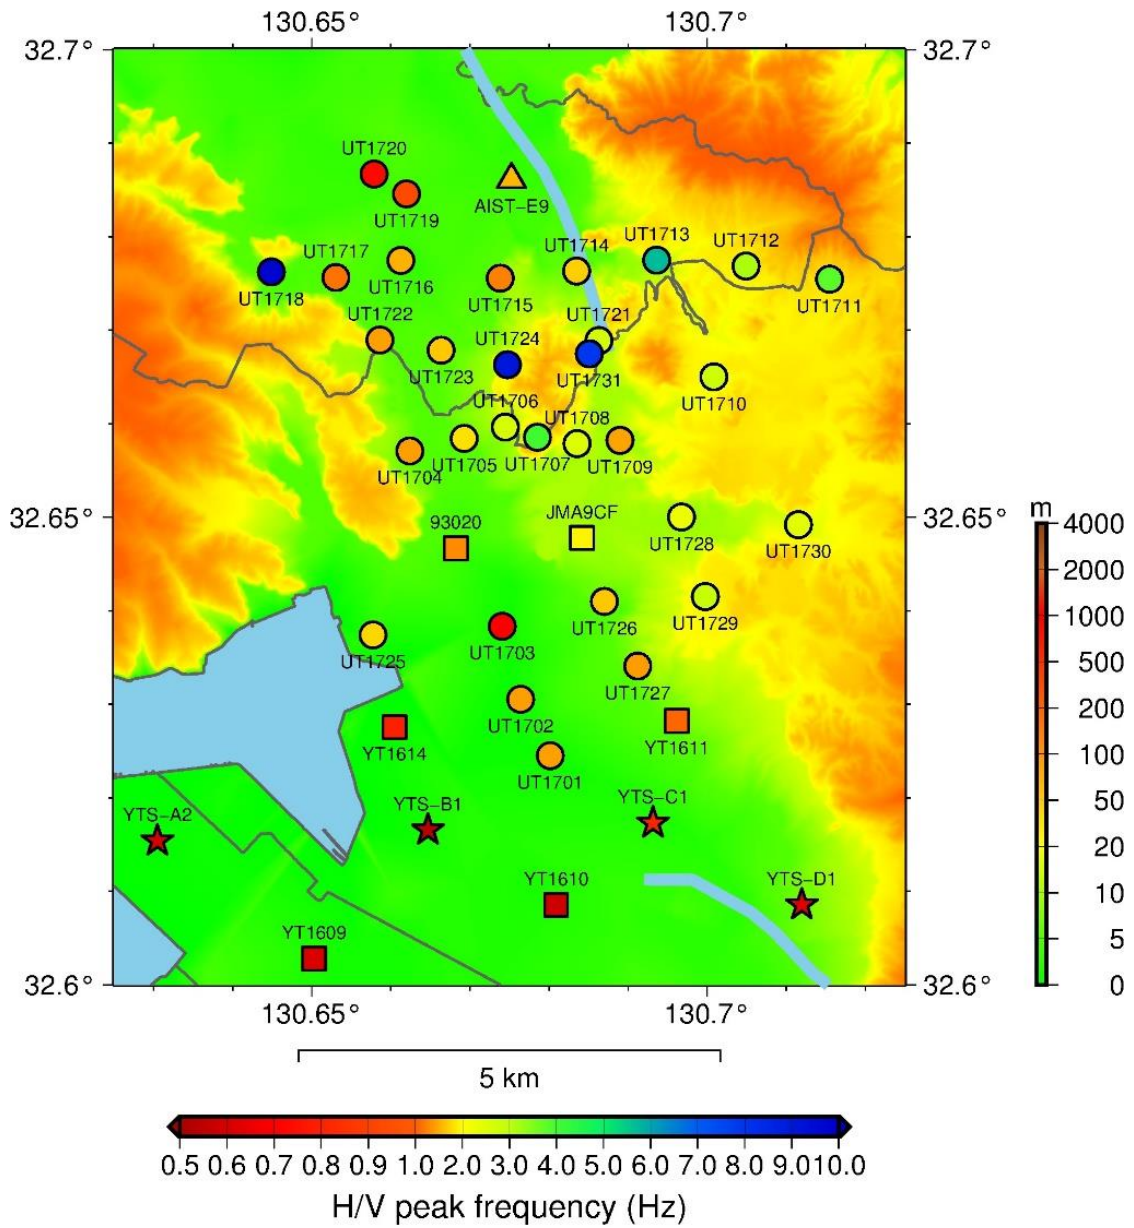 130.65° 130.7°
32.7° 32.7°
UT1720
UT1719
AIST-E9
UT1717
UT1714
UT1713
UT1712
UT1718
UT1716
UT1715
UT1711
UT1722
UT1724
UT1721
UT1723
UT1731
UT1710
UT1706
UT1708
UT1704
UT1705
UT1707
UT1709
93020
JMA9CF
32.65° 32.65°
UT1728
UT1730
UT1726
UT1729
UT1725
UT1703
UT1727
UT1702
YT1614
YT1611
UT1701
YTS-A2
YTS-B1
YTS-C1
YT1610
YTS-D1
YT1609
32.6° 32.6°
130.65° 130.7°
m
4000
2000
1000
500
200
100
50
20
10
5
0
5 km
0.5 0.6 0.7 0.8 0.9 1.0 2.0 3.0 4.0 5.0 6.0 7.0 8.0 9.0 10.0
H/V peak frequency (Hz)